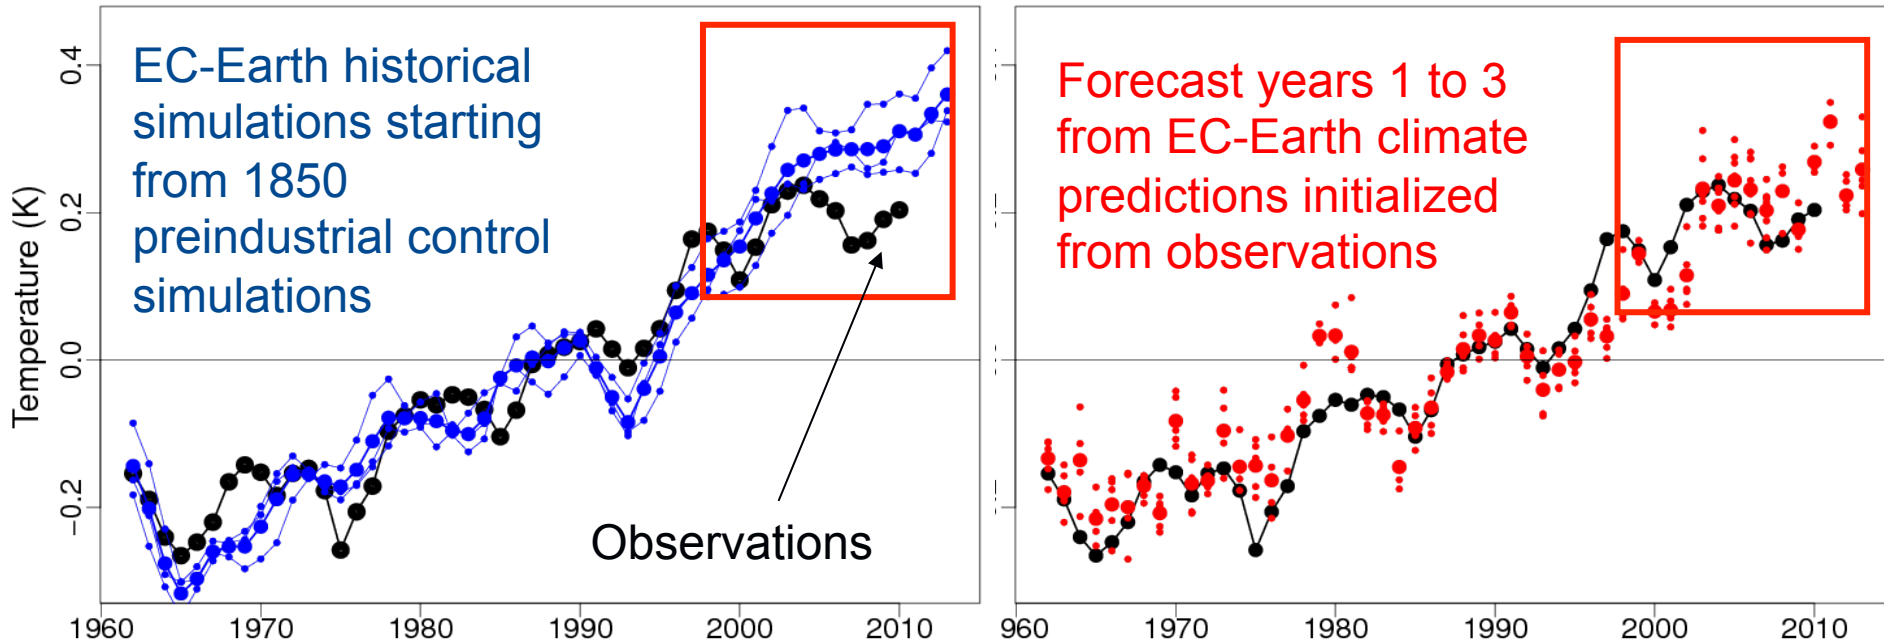 EC-Earth historical
simulations starting
from 1850
preindustrial control
simulations
Observations
Temperature (K)
0.4
0.2
0.0
−0.2
1960 1970 1980 1990 2000 2010
Forecast years 1 to 3
from EC-Earth climate
predictions initialized
from observations
960 1970 1980 1990 2000 2010